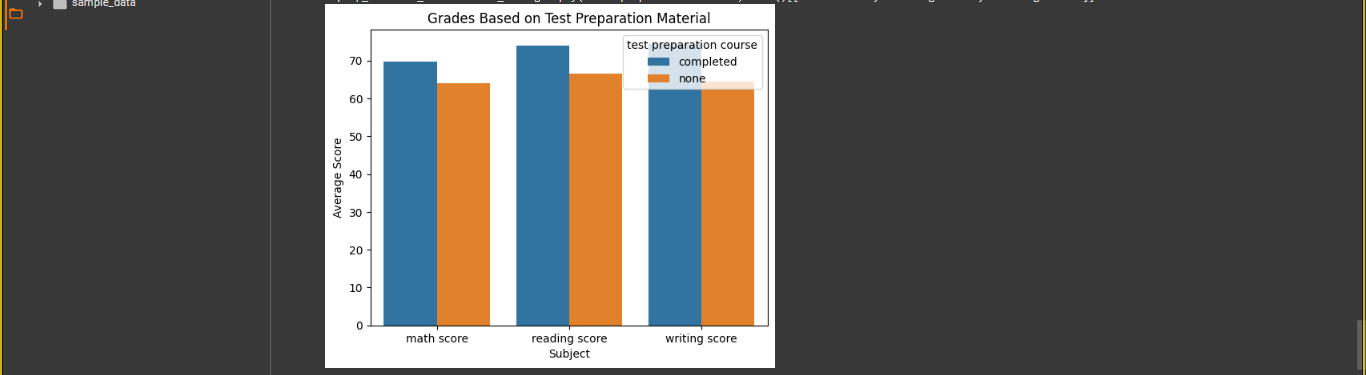 sample_data
Grades Based on Test Preparation Material
test preparation course
completed
none
70
60
50
40
30
20
10
0
Average Score
math score reading score writing score
Subject